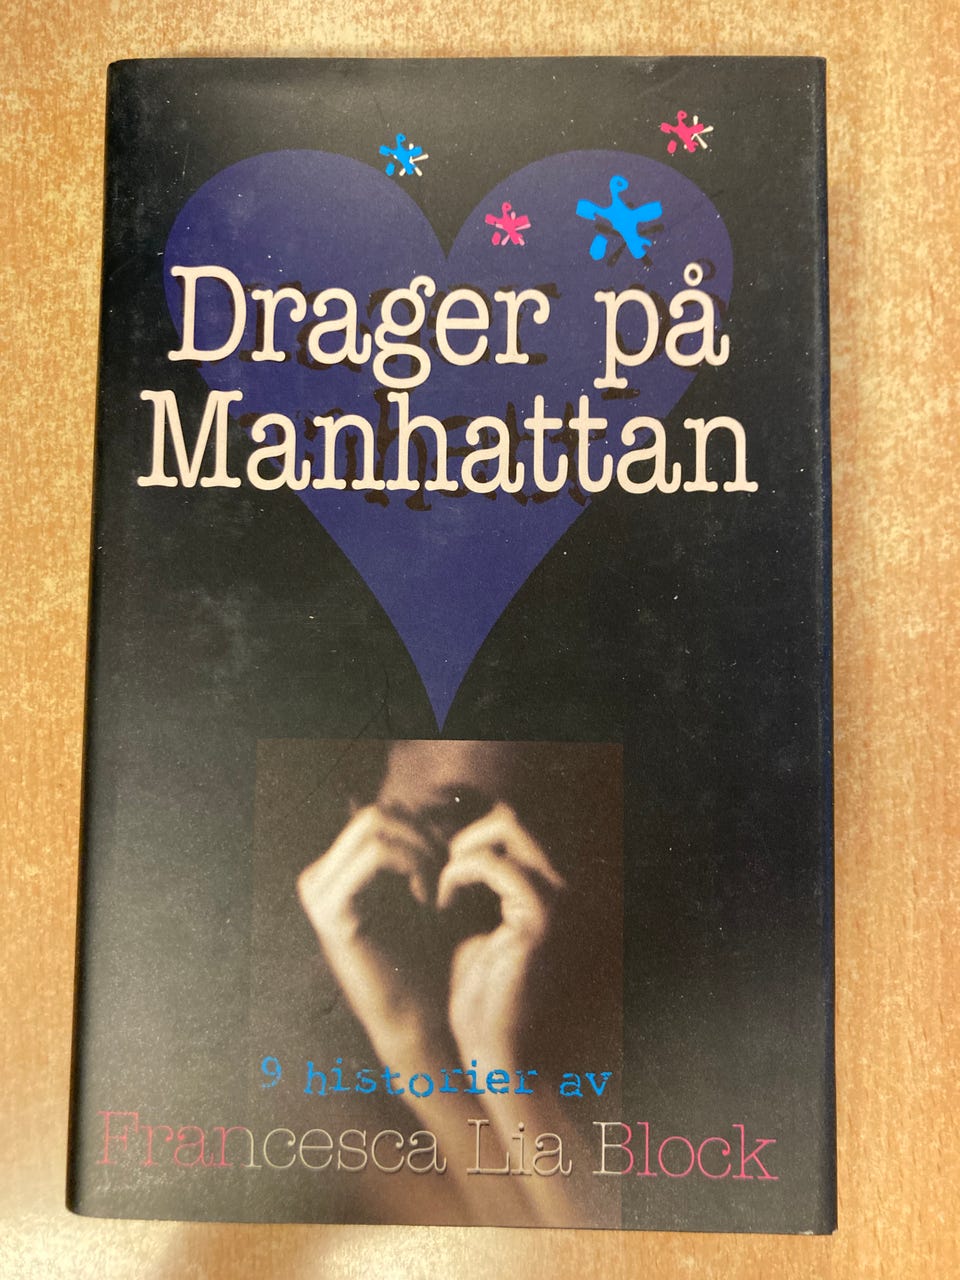 Drager på
Manhattan
9 historier av
Francesca Lia Block